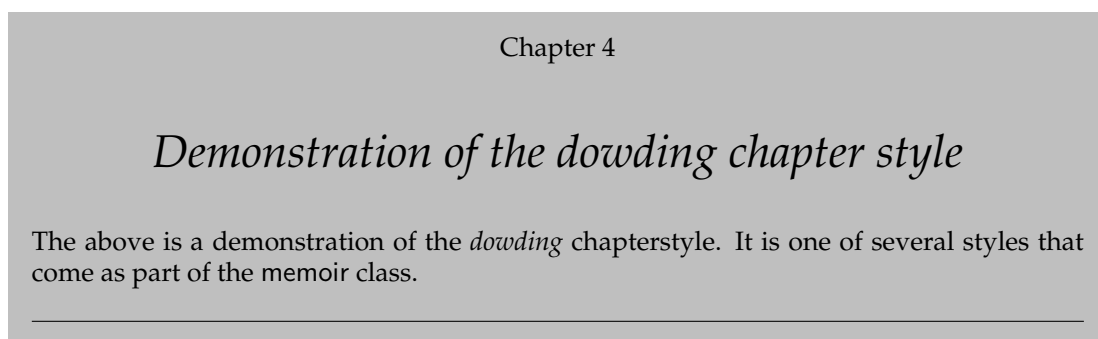 Chapter 4
Demonstration of the dowding chapter style
The above is a demonstration of the dowding chapterstyle. It is one of several styles that
come as part of the memoir class.